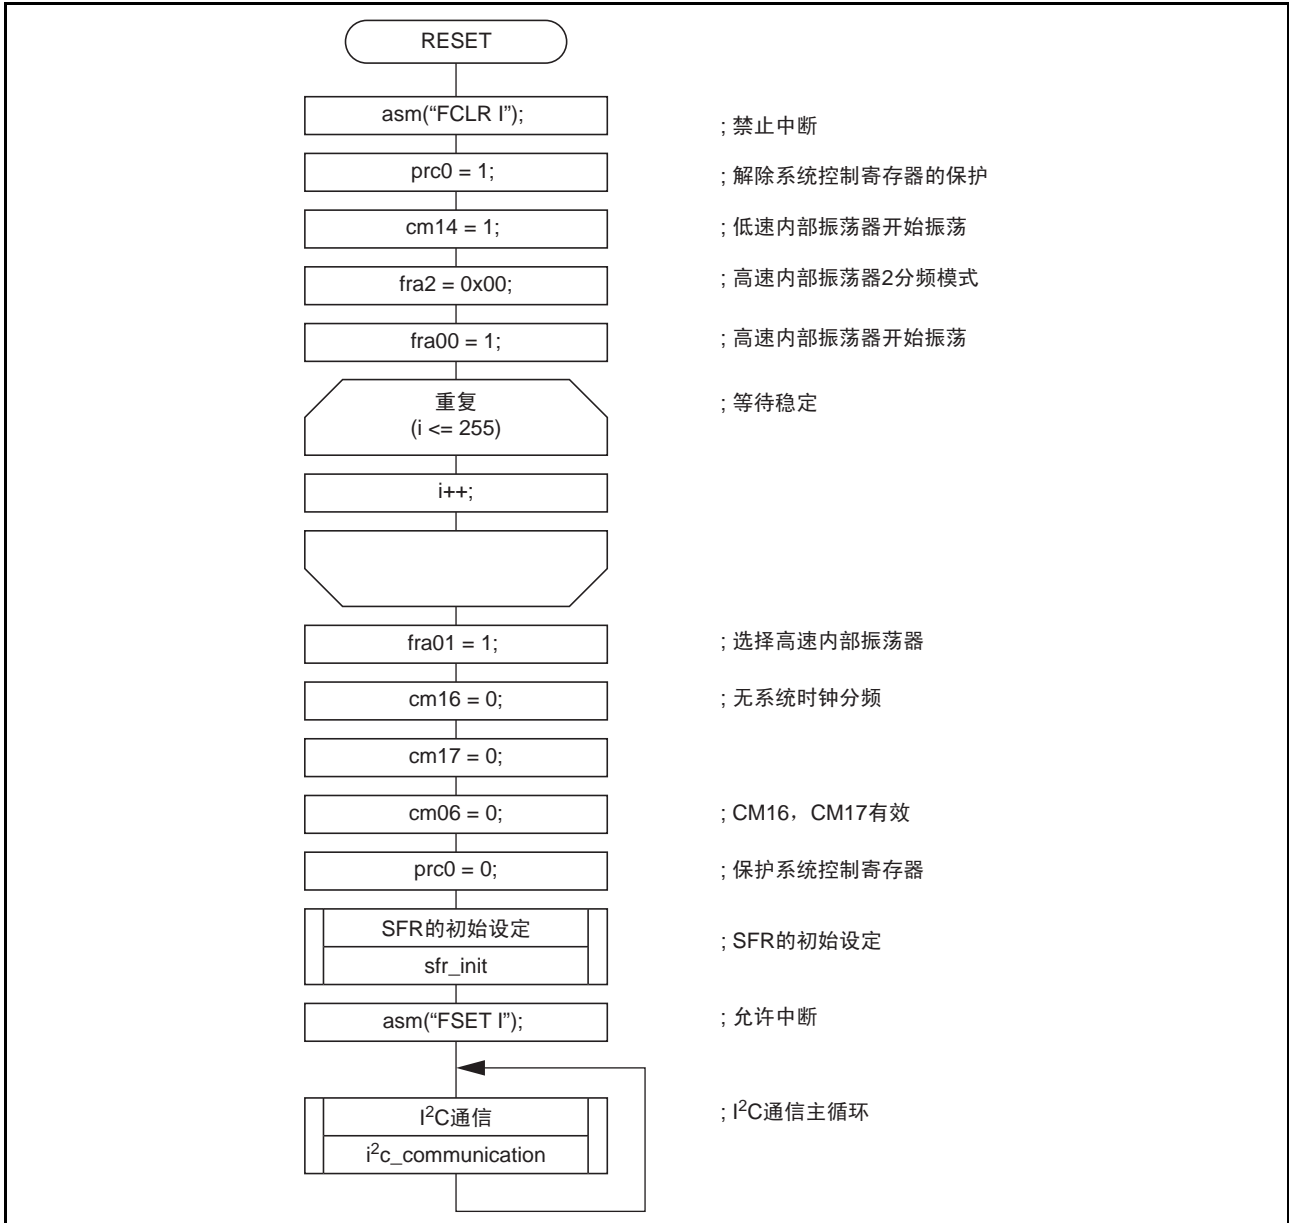 RESET
asm(“FCLR I”);
; 禁止中断
prc0 = 1;
; 解除系统控制寄存器的保护
cm14 = 1;
; 低速内部振荡器开始振荡
fra2 = 0x00;
; 高速内部振荡器2分频模式
fra00 = 1;
; 高速内部振荡器开始振荡
重复
(i <= 255)
; 等待稳定
i++;
fra01 = 1;
; 选择高速内部振荡器
cm16 = 0;
; 无系统时钟分频
cm17 = 0;
cm06 = 0;
; CM16，CM17有效
prc0 = 0;
; 保护系统控制寄存器
SFR的初始设定
sfr_init
; SFR的初始设定
asm(“FSET I”);
; 允许中断
I²C通信
i²c_communication
; I²C通信主循环